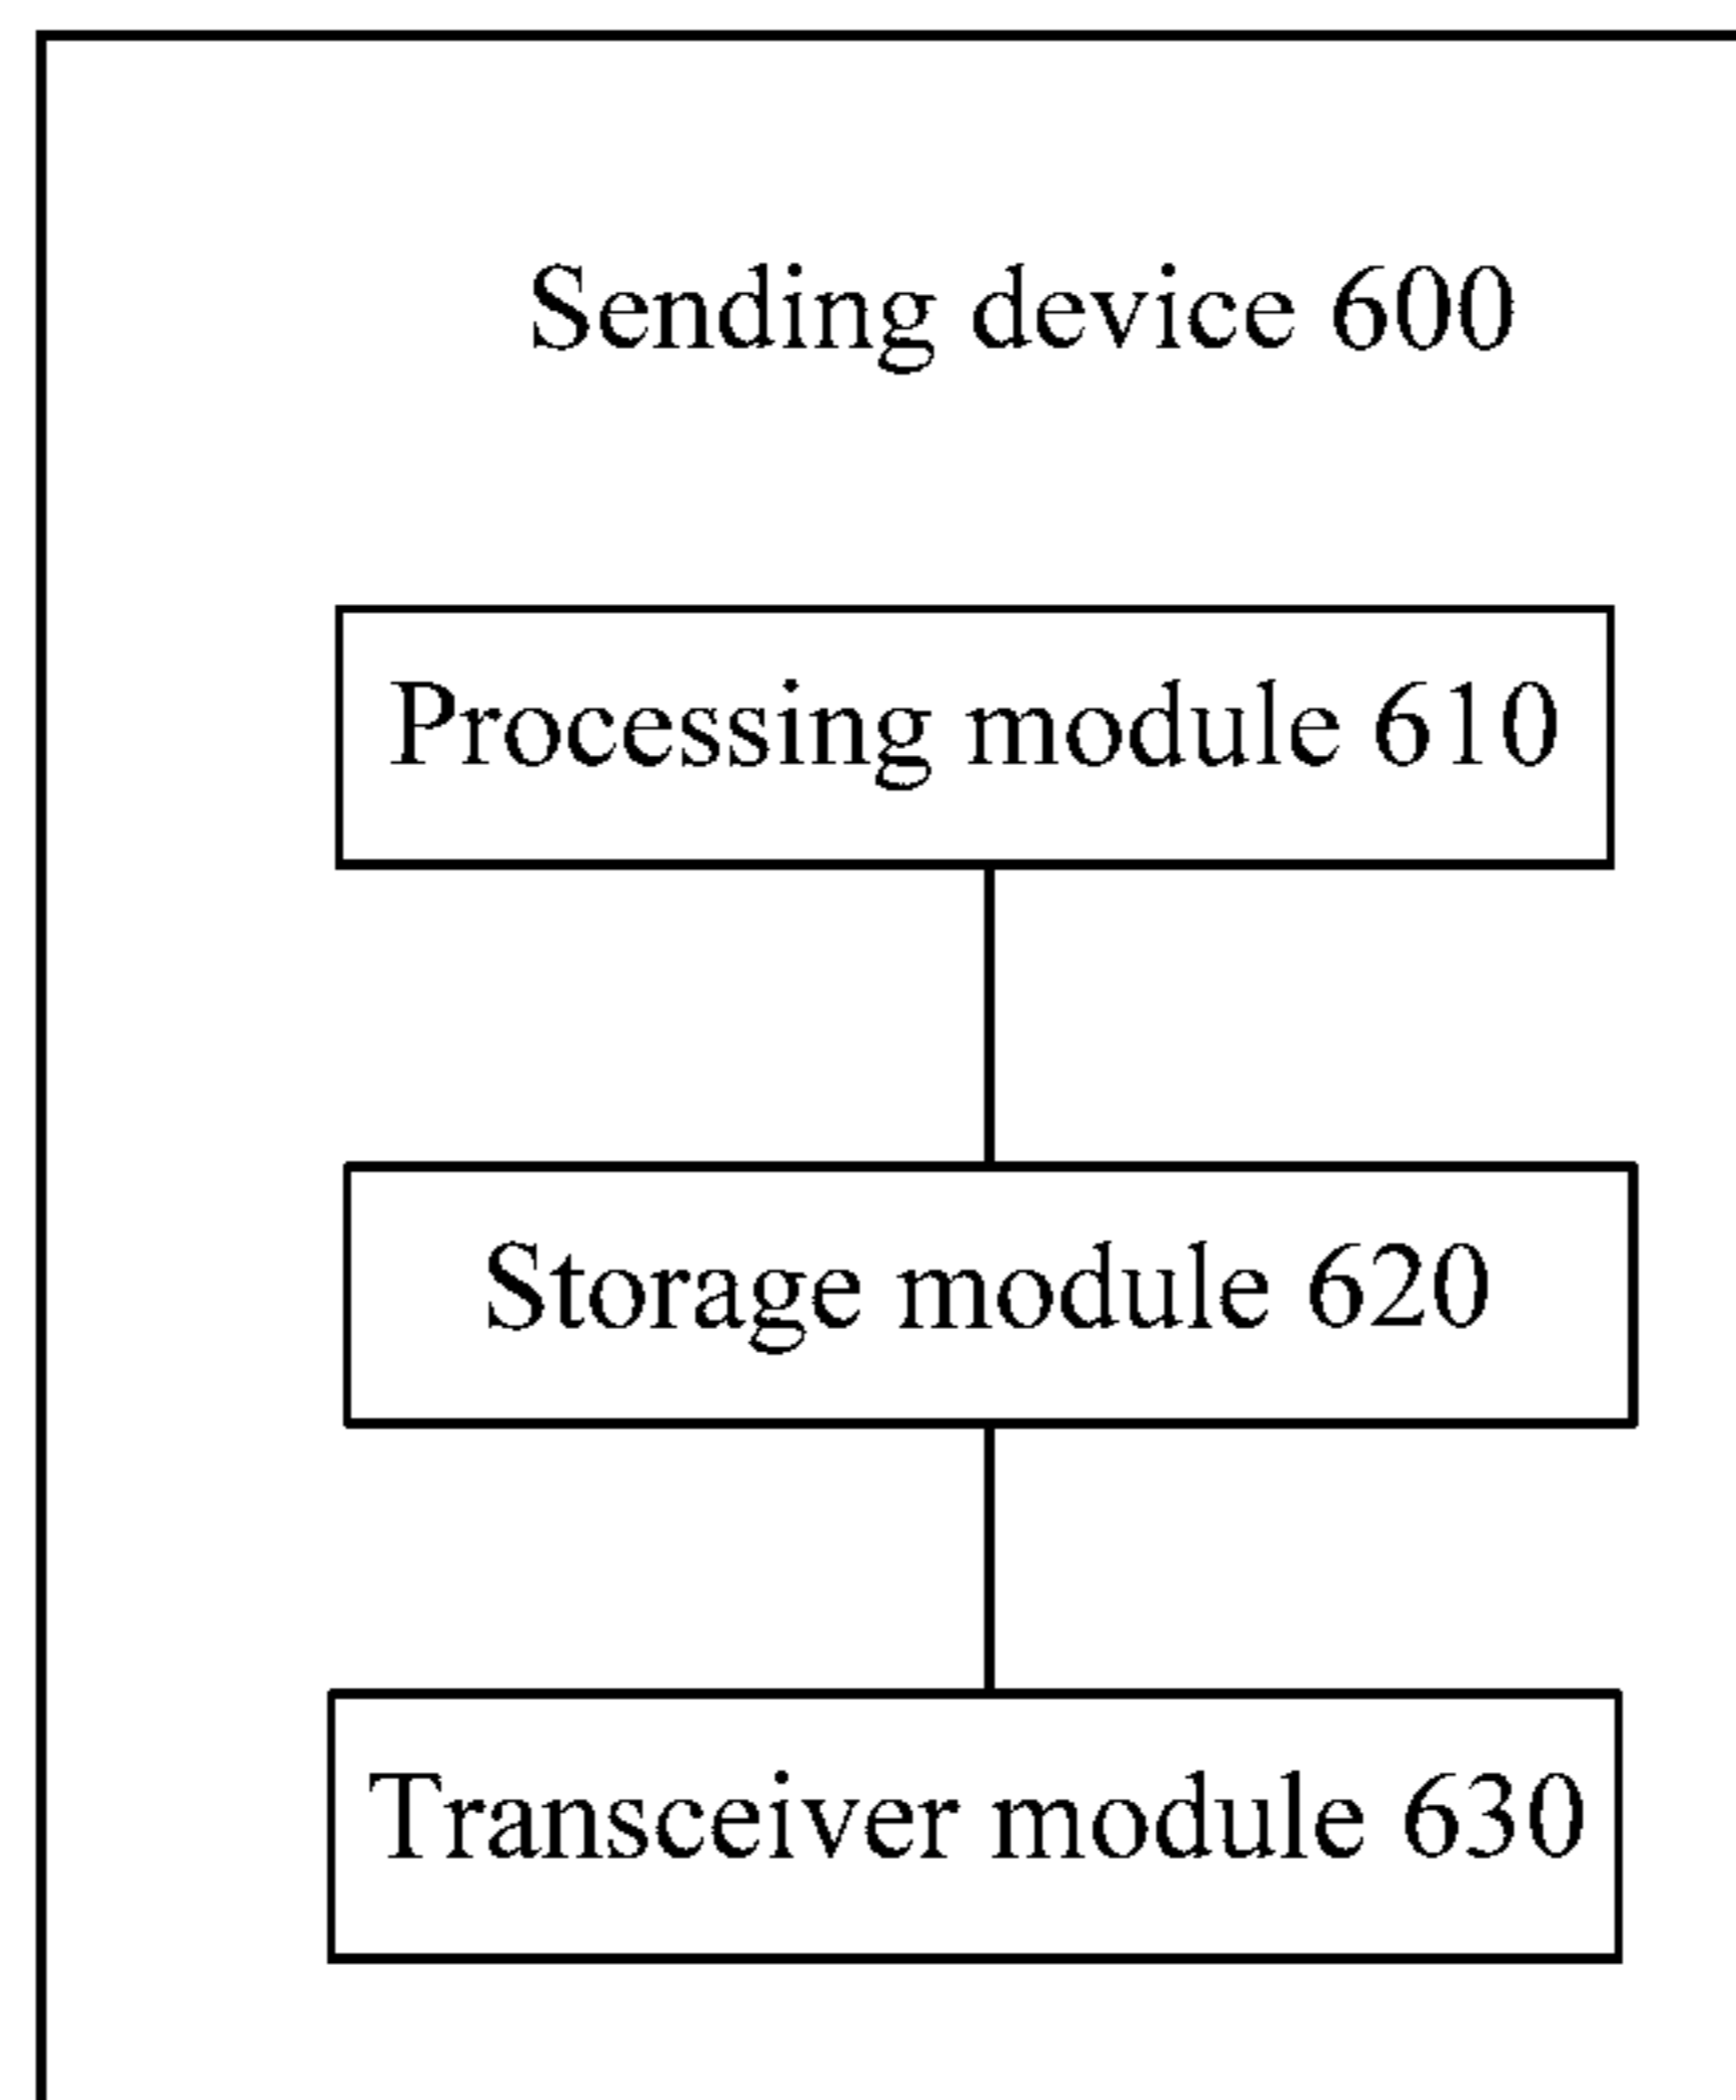 Sending device 600
Processing module 610
Storage module 620
Transceiver module 630